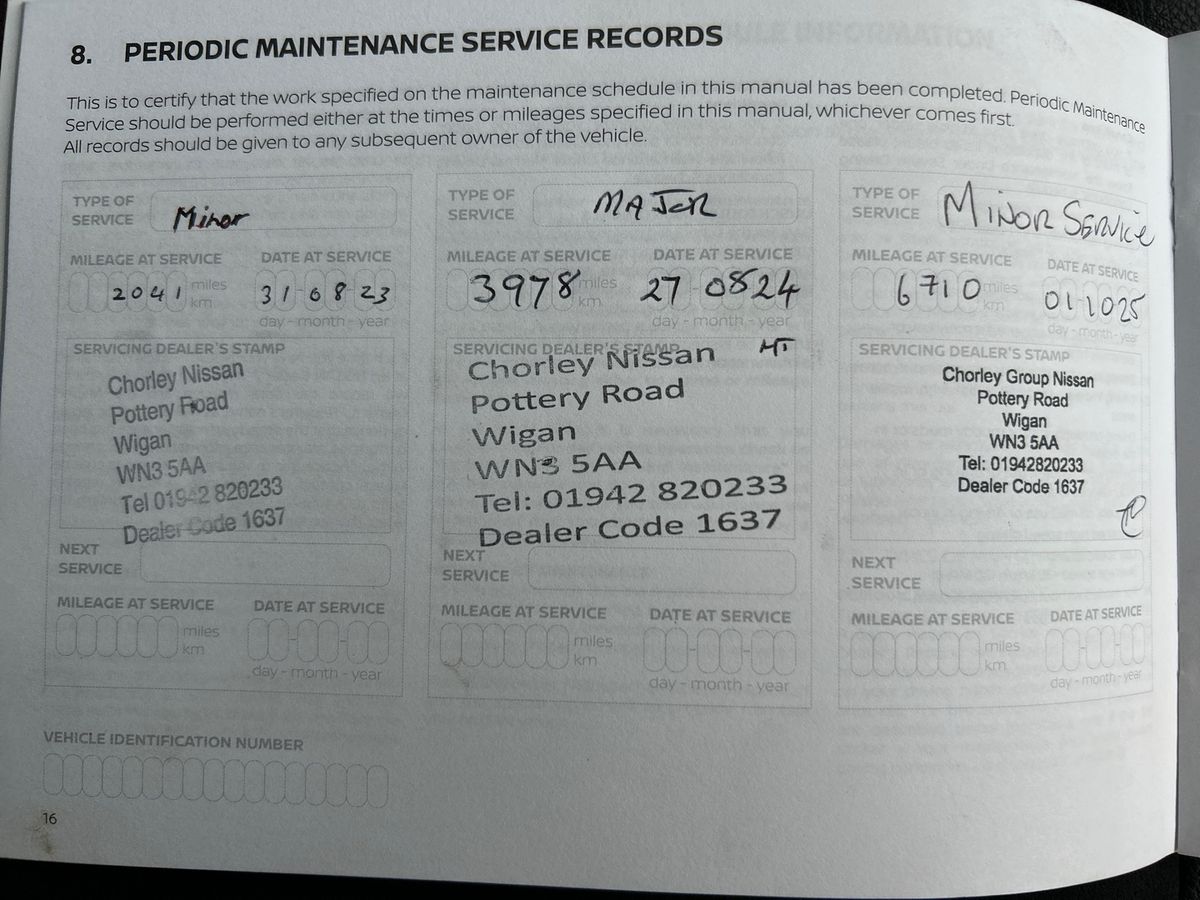 8. PERIODIC MAINTENANCE SERVICE RECORDS
This is to certify that the work specified on the maintenance schedule in this manual has been completed. Periodic Maintenance
Service should be performed either at the times or mileages specified in this manual, whichever comes first.
All records should be given to any subsequent owner of the vehicle.
TYPE OF
SERVICE
Minor
MILEAGE AT SERVICE
DATE AT SERVICE
2041
miles
km
31 08 23
day - month - year
SERVICING DEALER'S STAMP
Chorley Nissan
Pottery Road
Wigan
WN3 5AA
Tel 01942 820233
Dealer Code 1637
NEXT
SERVICE
MILEAGE AT SERVICE
DATE AT SERVICE
miles
km
day - month - year
TYPE OF
SERVICE
MAJOR
MILEAGE AT SERVICE
DATE AT SERVICE
3978
miles
km
27 08 24
day - month - year
SERVICING DEALER'S STAMP
Chorley Nissan
Pottery Road
Wigan
WN3 5AA
Tel: 01942 820233
Dealer Code 1637
NEXT
SERVICE
MILEAGE AT SERVICE
DATE AT SERVICE
miles
km
day - month - year
TYPE OF
SERVICE
MINOR SERVICE
MILEAGE AT SERVICE
DATE AT SERVICE
6710
miles
km
01 10 25
day - month - year
SERVICING DEALER'S STAMP
Chorley Group Nissan
Pottery Road
Wigan
WN3 5AA
Tel: 01942820233
Dealer Code 1637
NEXT
SERVICE
MILEAGE AT SERVICE
DATE AT SERVICE
miles
km
day - month - year
VEHICLE IDENTIFICATION NUMBER
16